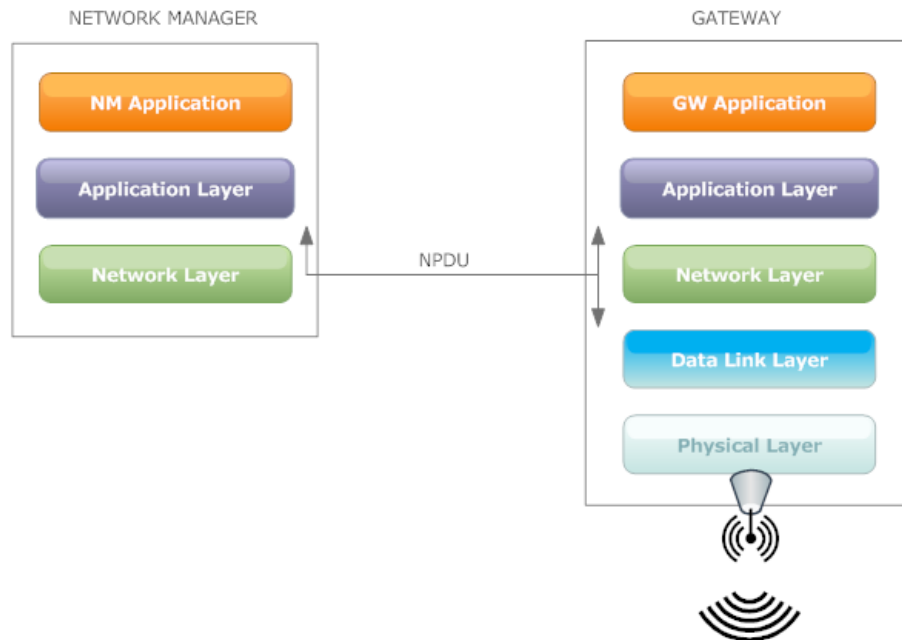 NETWORK MANAGER
NM Application
Application Layer
Network Layer
NPDU
GATEWAY
GW Application
Application Layer
Network Layer
Data Link Layer
Physical Layer